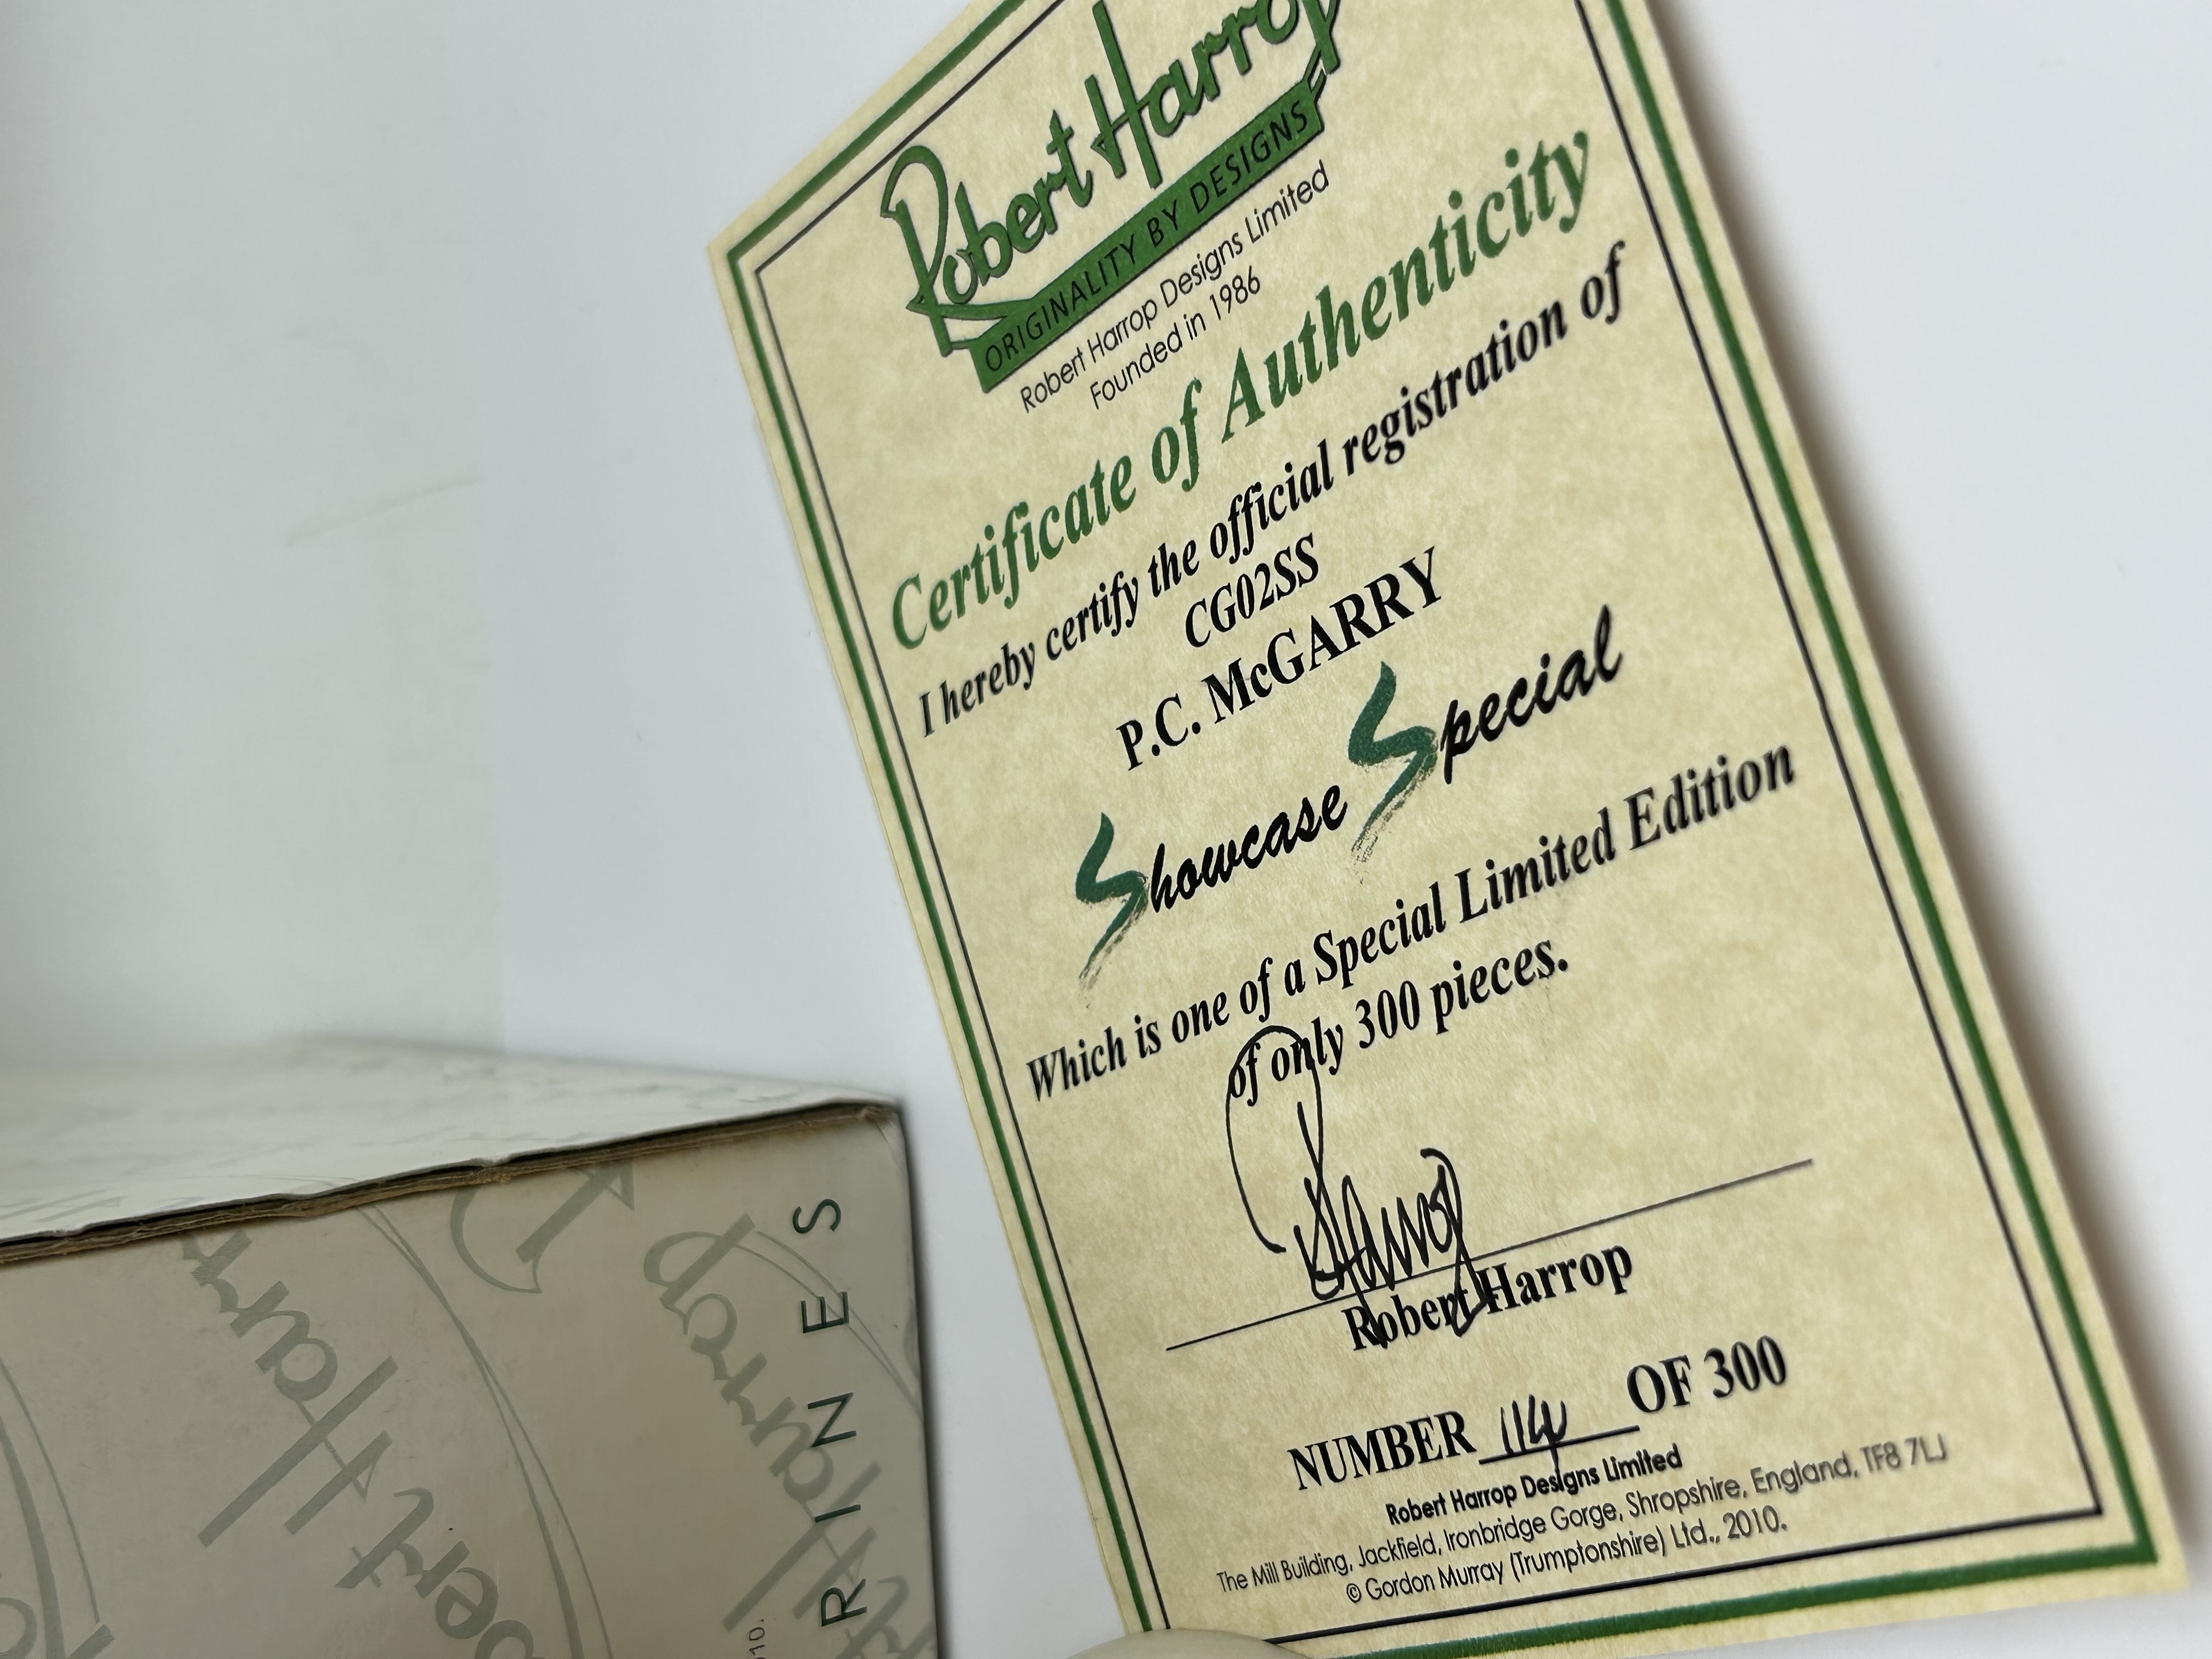 Robert Harrop
ORIGINALITY BY DESIGNS
Robert Harrop Designs Limited
Founded in 1986
Certificate of Authenticity
I hereby certify the official registration of
CG02SS
P.C. McGARRY
Showcase Special
Which is one of a Special Limited Edition
of only 300 pieces.
Robert Harrop
NUMBER 114 OF 300
Robert Harrop Designs Limited
The Mill Building, Jackfield, Ironbridge Gorge, Shropshire, England, TF8 7LJ
© Gordon Murray (Trumptonshire) Ltd., 2010.
RINES